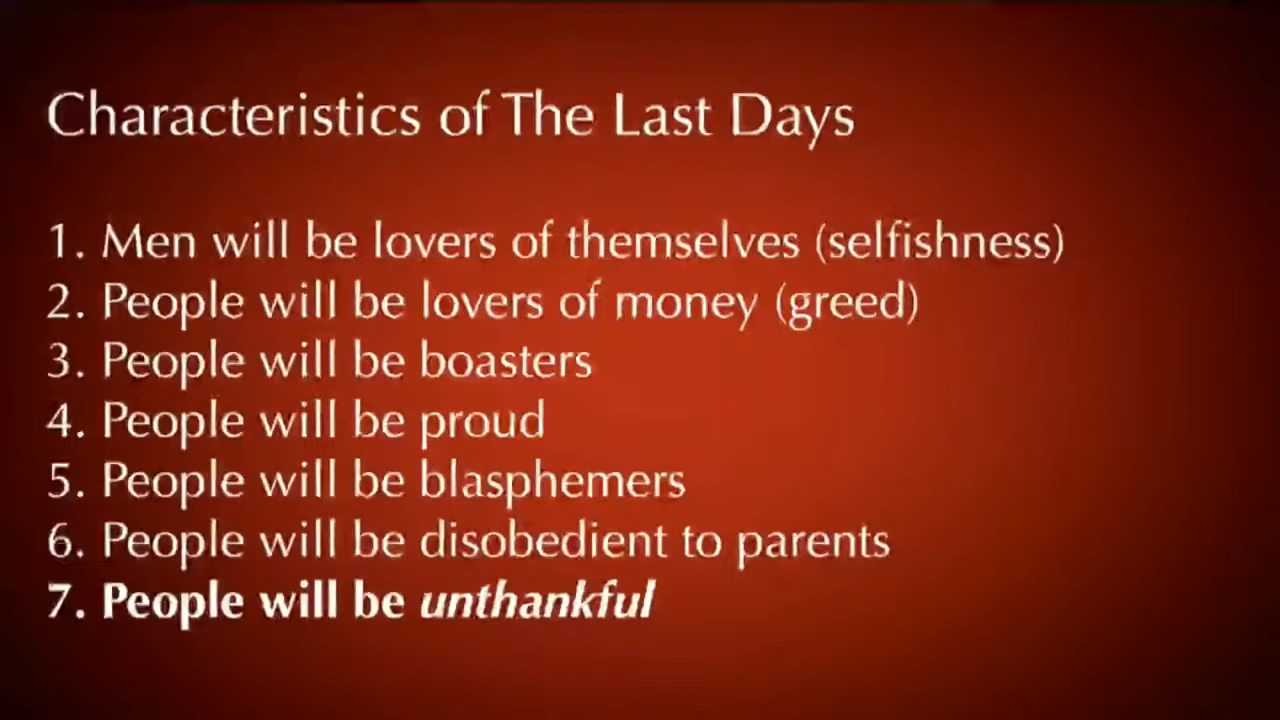 Characteristics of The Last Days
1. Men will be lovers of themselves (selfishness)
2. People will be lovers of money (greed)
3. People will be boasters
4. People will be proud
5. People will be blasphemers
6. People will be disobedient to parents
7. People will be unthankful